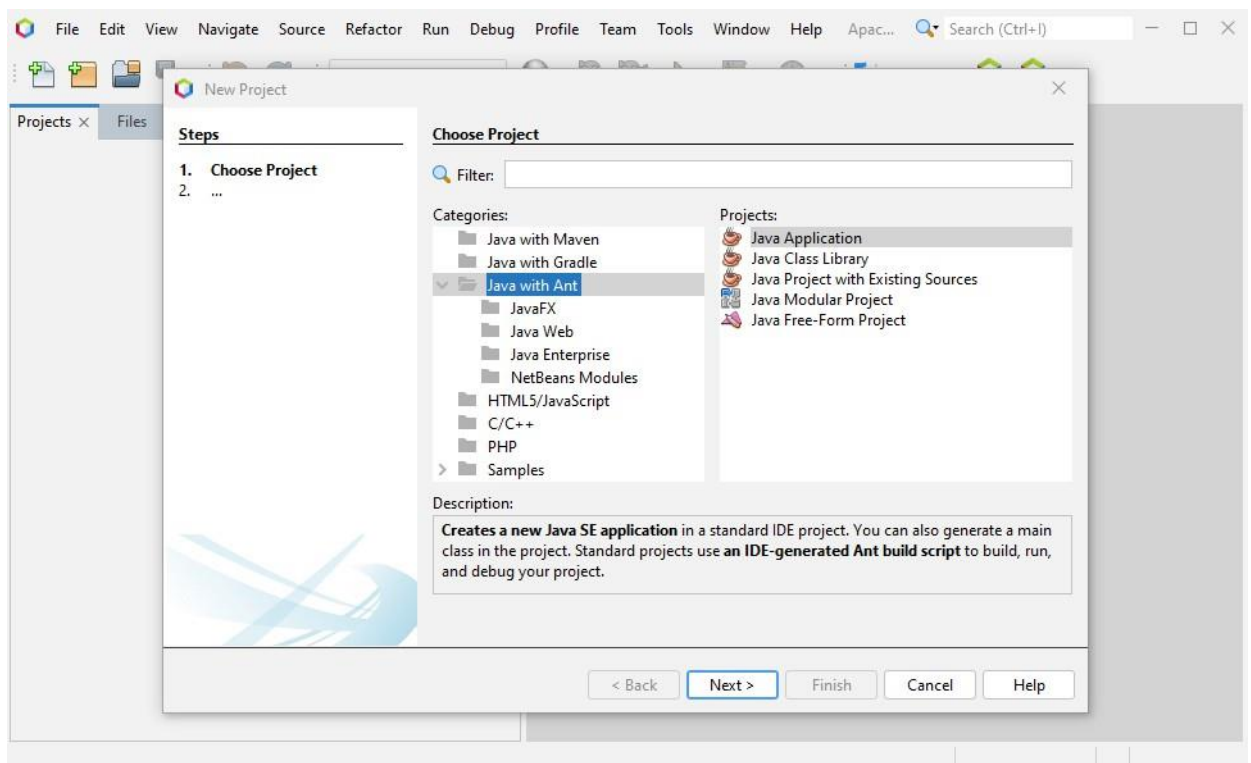 File Edit View Navigate Source Refactor Run Debug Profile Team Tools Window Help Apac... Search (Ctrl+I)
New Project
Projects Files
Steps
1. Choose Project
2. ...
Choose Project
Filter:
Categories:
Java with Maven
Java with Gradle
Java with Ant
JavaFX
Java Web
Java Enterprise
NetBeans Modules
HTML5/JavaScript
C/C++
PHP
Samples
Projects:
Java Application
Java Class Library
Java Project with Existing Sources
Java Modular Project
Java Free-Form Project
Description:
Creates a new Java SE application in a standard IDE project. You can also generate a main
class in the project. Standard projects use an IDE-generated Ant build script to build, run,
and debug your project.
< Back Next > Finish Cancel Help